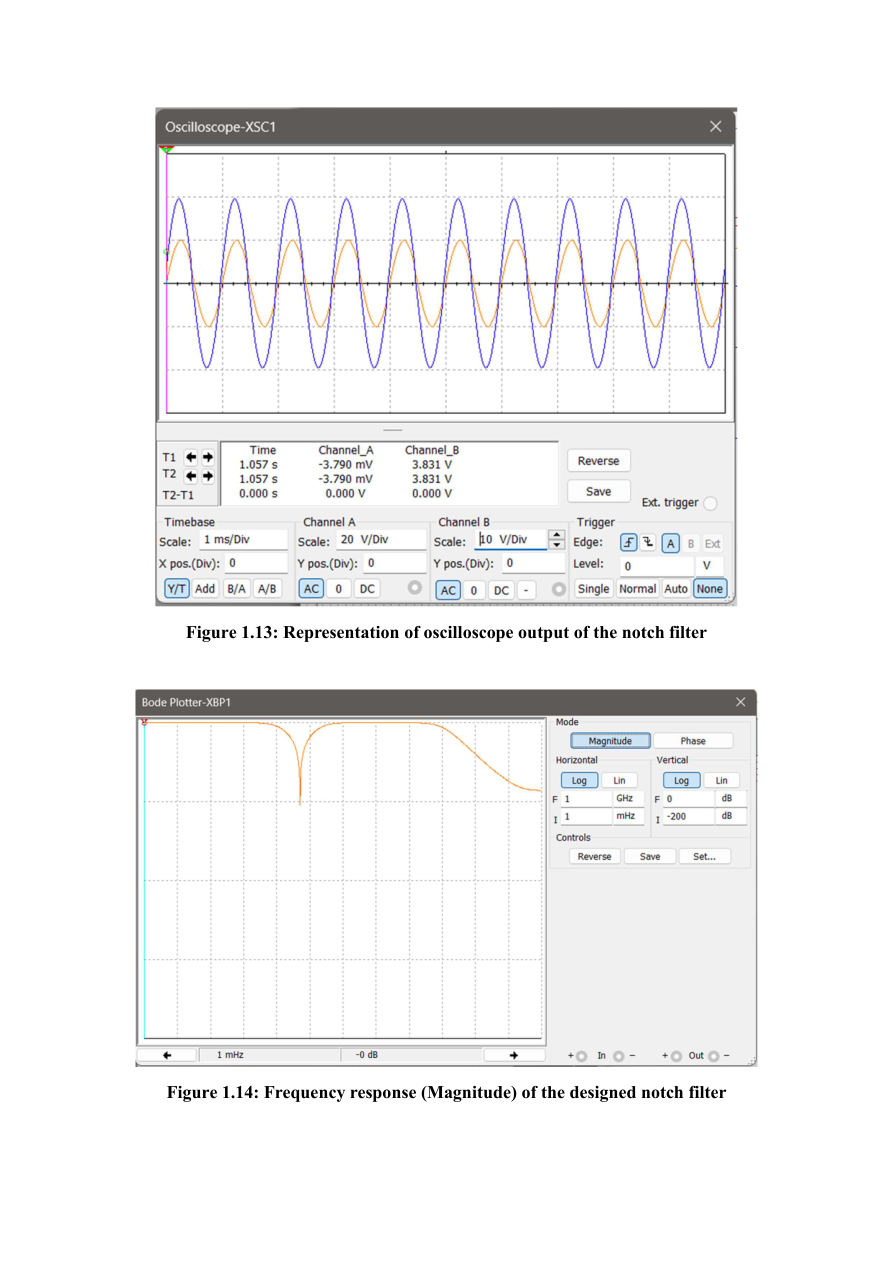 Oscilloscope-XSC1
Time Channel_A Channel_B
T1 1.057 s -3.790 mV 3.831 V
T2 1.057 s -3.790 mV 3.831 V
T2-T1 0.000 s 0.000 V 0.000 V
Reverse
Save
Ext. trigger
Timebase Channel A Channel B Trigger
Scale: 1 ms/Div Scale: 20 V/Div Scale: 10 V/Div Edge: A B Ext
X pos.(Div): 0 Y pos.(Div): 0 Y pos.(Div): 0 Level: 0 V
Y/T Add B/A A/B AC 0 DC AC 0 DC - Single Normal Auto None
Figure 1.13: Representation of oscilloscope output of the notch filter
Bode Plotter-XBP1
Mode
Magnitude Phase
Horizontal Vertical
Log Lin Log Lin
F 1 GHz F 0 dB
I 1 mHz I -200 dB
Controls
Reverse Save Set...
1 mHz -0 dB + In - + Out -
Figure 1.14: Frequency response (Magnitude) of the designed notch filter